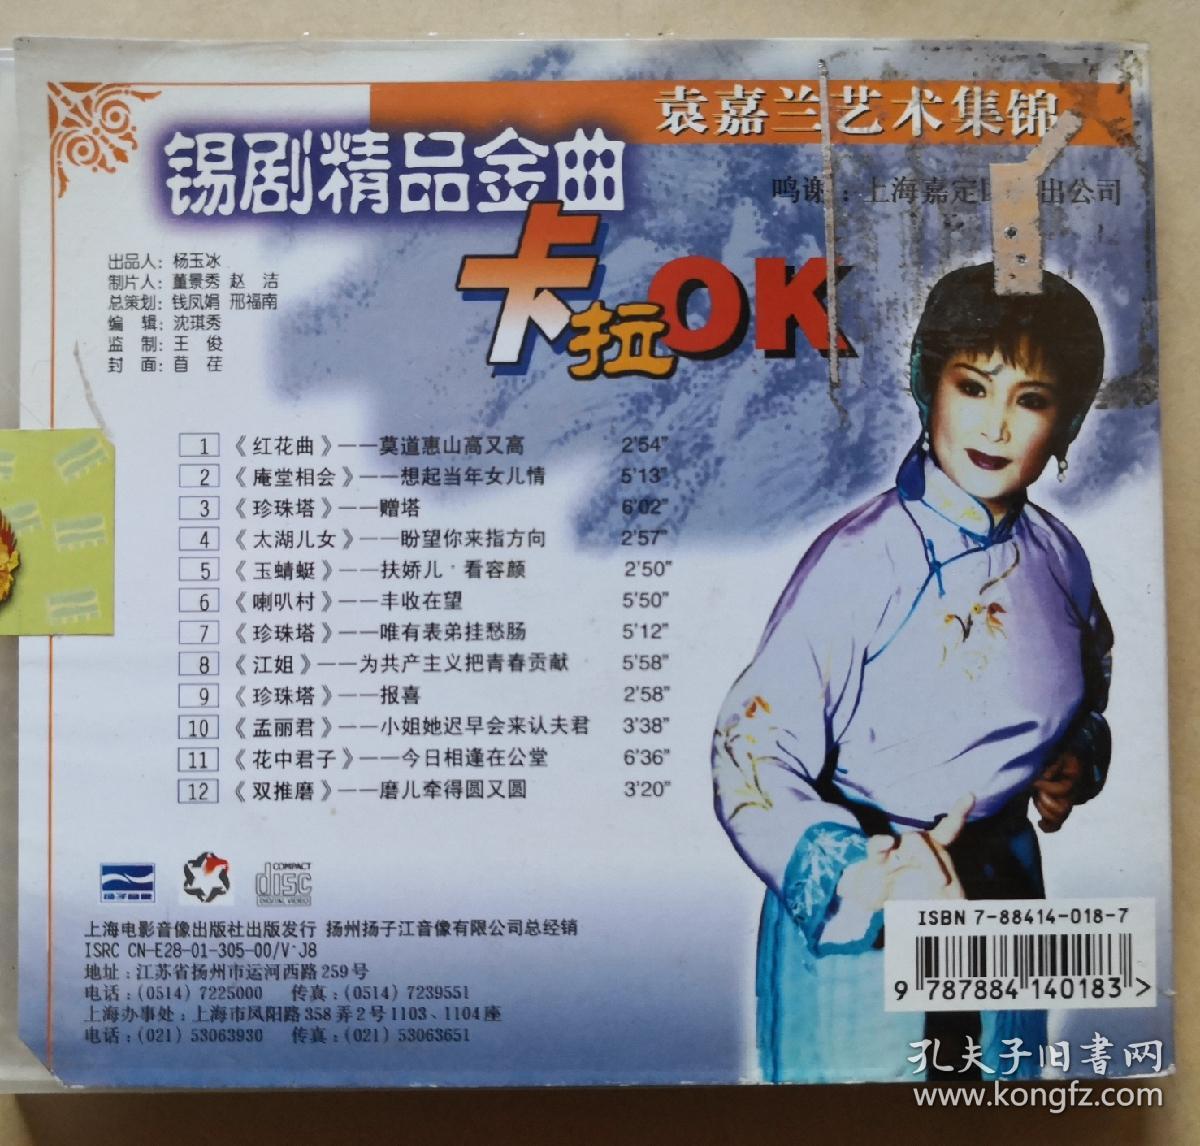 袁嘉兰艺术集锦
锡剧精品金曲
鸣谢：上海嘉定 出公司
卡拉OK
出品人：杨玉冰
制片人：董景秀 赵 洁
总策划：钱凤娟 邢福南
编 辑：沈琪秀
监 制：王 俊
封 面：苜 茌
1 《红花曲》——莫道惠山高又高 2'54"
2 《庵堂相会》——想起当年女儿情 5'13"
3 《珍珠塔》——赠塔 6'02"
4 《太湖儿女》——盼望你来指方向 2'57"
5 《玉蜻蜓》——扶娇儿·看容颜 2'50"
6 《喇叭村》——丰收在望 5'50"
7 《珍珠塔》——唯有表弟挂愁肠 5'12"
8 《江姐》——为共产主义把青春贡献 5'58"
9 《珍珠塔》——报喜 2'58"
10 《孟丽君》——小姐她迟早会来认夫君 3'38"
11 《花中君子》——今日相逢在公堂 6'36"
12 《双推磨》——磨儿牵得圆又圆 3'20"
COMPACT
disc
DIGITAL VIDEO
上海电影音像出版社出版发行 扬州扬子江音像有限公司总经销
ISRC CN-E28-01-305-00/V·J8
地址：江苏省扬州市运河西路259号
电话：(0514) 7225000 传真：(0514) 7239551
上海办事处：上海市凤阳路358弄2号1103、1104座
电话：(021) 53063930 传真：(021) 53063651
ISBN 7-88414-018-7
9 787884 140183 >
孔夫子旧书网
www.kongfz.com